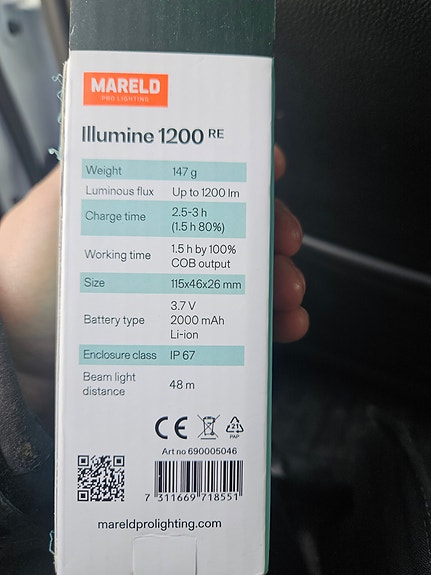 MARELD
PRO LIGHTING
Illumine 1200 RE
Weight 147 g
Luminous flux Up to 1200 lm
Charge time 2.5-3 h
(1.5 h 80%)
Working time 1.5 h by 100%
COB output
Size 115x46x26 mm
Battery type 3.7 V
2000 mAh
Li-ion
Enclosure class IP 67
Beam light distance 48 m
CE
21
PAP
Art no 690005046
7 311669 718551
mareldprolighting.com